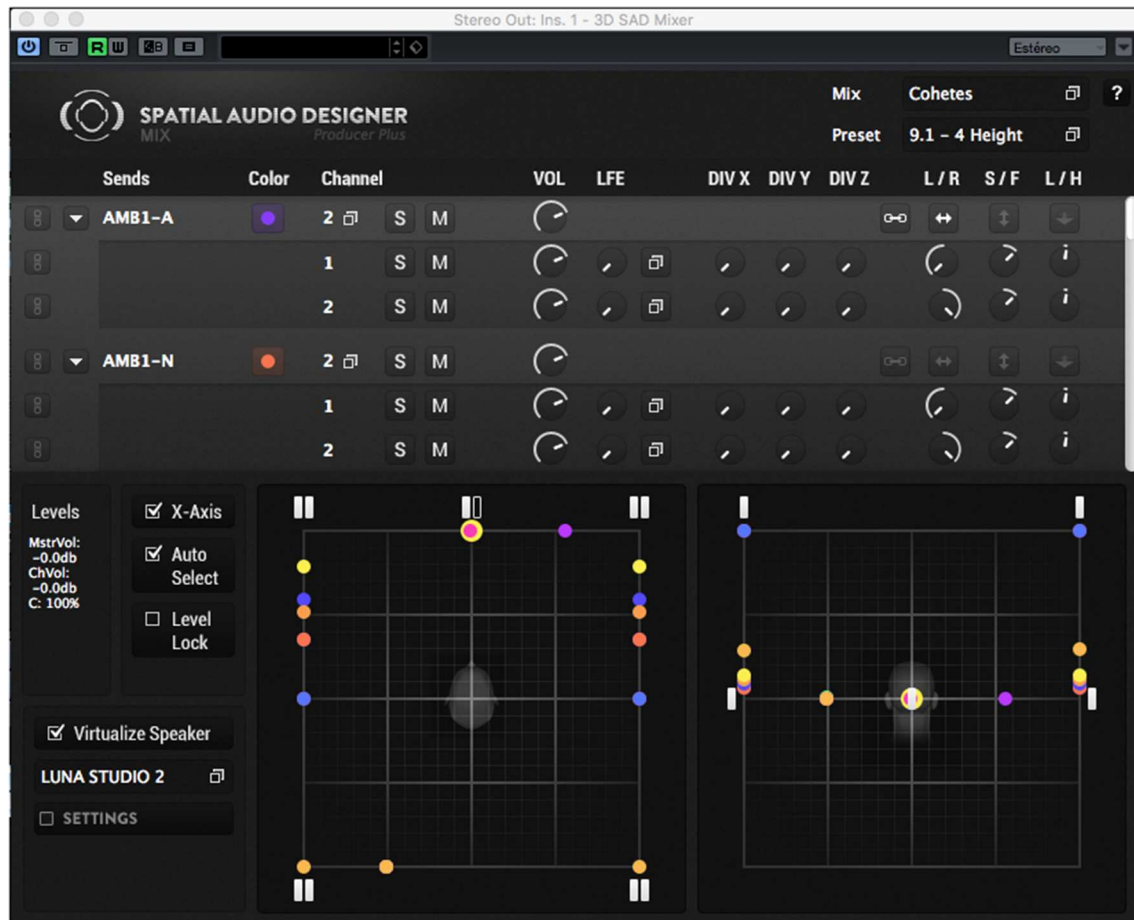 Stereo Out: Ins. 1 - 3D SAD Mixer
R W
Estéreo
SPATIAL AUDIO DESIGNER
MIX Producer Plus
Mix Cohetes ?
Preset 9.1 – 4 Height
Sends Color Channel VOL LFE DIV X DIV Y DIV Z L / R S / F L / H
AMB1-A 2 S M
1 S M
2 S M
AMB1-N 2 S M
1 S M
2 S M
Levels
MstrVol:
-0.0db
ChVol:
-0.0db
C: 100%
X-Axis
Auto
Select
Level
Lock
Virtualize Speaker
LUNA STUDIO 2
SETTINGS